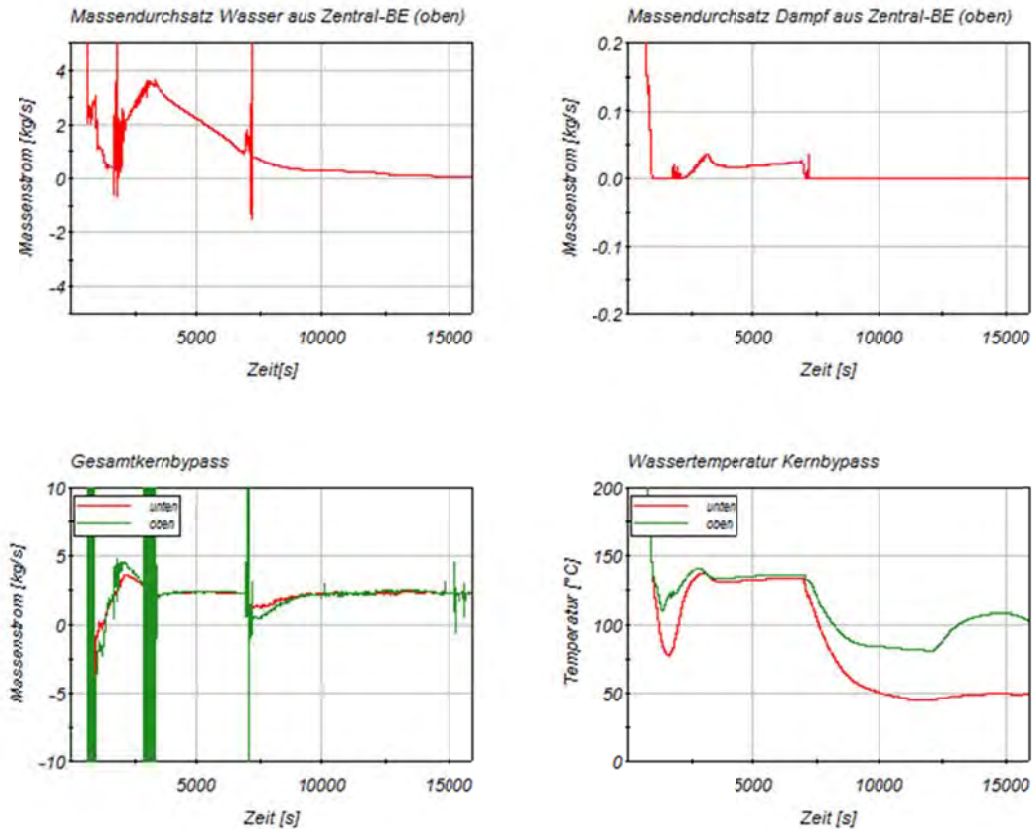 Massendurchsatz Wasser aus Zentral-BE (oben)
Massenstrom [kg/s]
4
2
0
-2
-4
5000 10000 15000
Zeit[s]
Massendurchsatz Dampf aus Zentral-BE (oben)
Massenstrom [kg/s]
0.2
0.1
0.0
-0.1
-0.2
5000 10000 15000
Zeit [s]
Gesamtkernbypass
unten
oben
Massenstrom [kg/s]
10
5
0
-5
-10
5000 10000 15000
Zeit [s]
Wassertemperatur Kernbypass
unten
oben
Temperatur [°C]
200
150
100
50
0
5000 10000 15000
Zeit [s]